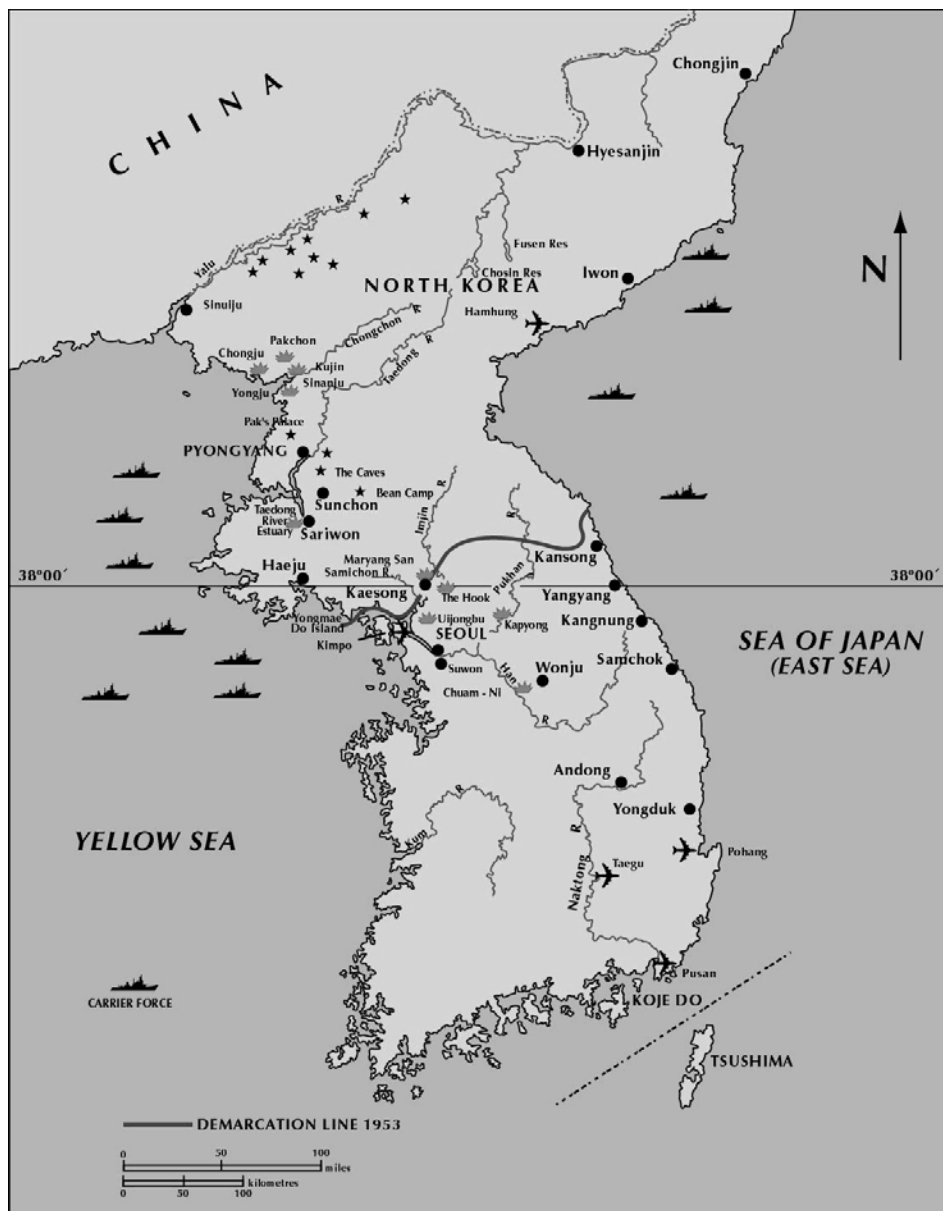 Chongjin
CHINA
Hyesanjin
R
Fusen Res
Yalu
Chosin Res
Iwon
N
NORTH KOREA
Sinuiju
Hamhung
R
Chongchon
Pakchon
Chongju
Kujin
R
Taedong
Sinanju
Yongju
Pak's Palace
PYONGYANG
The Caves
Bean Camp
Sunchon
R
Imjin
R
Taedong
River
Estuary
Sariwon
Kansong
Maryang San
Haeju
Samichon R
38°00´
38°00´
Kaesong
The Hook
Pukhan
Yangyang
Yongmae
Do Island
Uijongbu
Kapyong
Kangnung
Kimpo
SEOUL
SEA OF JAPAN
(EAST SEA)
Suwon
Han
Wonju
Samchok
Chuam - Ni
R
Andong
R
Yongduk
YELLOW SEA
Kum
R
Naktong
Taegu
Pohang
Pusan
CARRIER FORCE
KOJE DO
TSUSHIMA
DEMARCATION LINE 1953
0
100
miles
kilometres
0
50
100